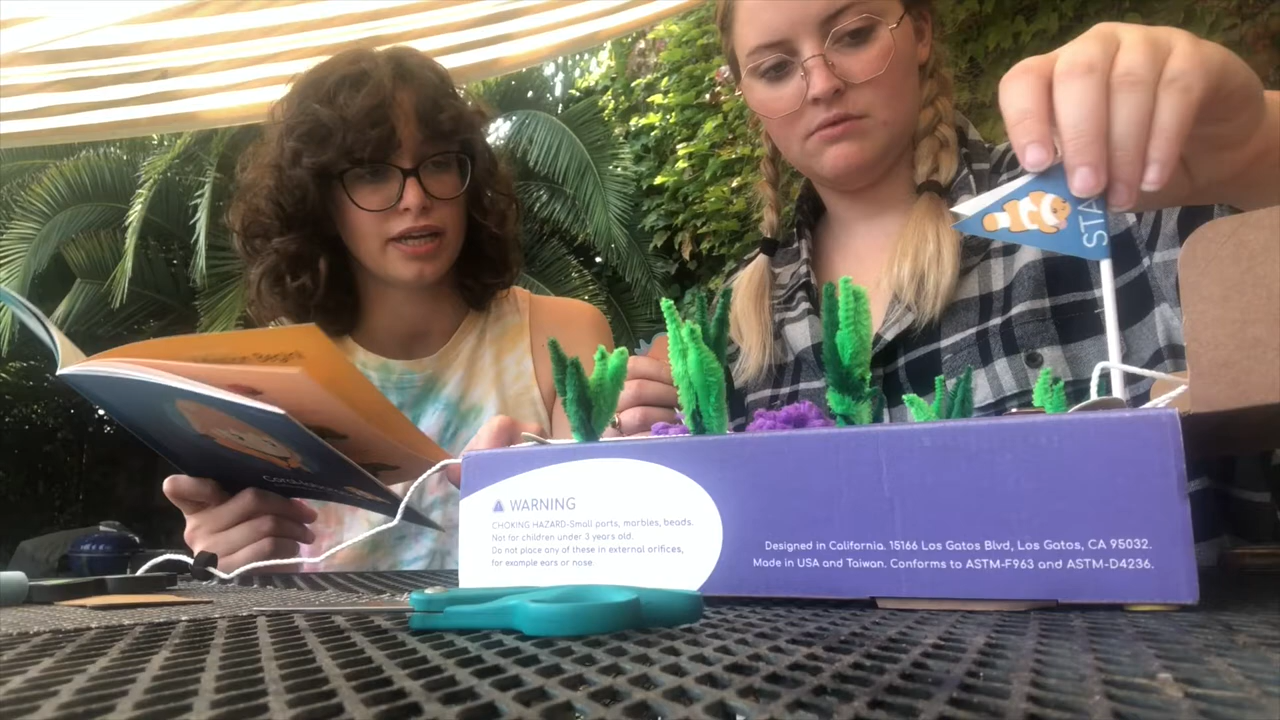 STA
WARNING
CHOKING HAZARD-Small parts, marbles, beads.
Not for children under 3 years old.
Do not place any of these in external orifices,
for example ears or nose.
Designed in California. 15166 Los Gatos Blvd, Los Gatos, CA 95032.
Made in USA and Taiwan. Conforms to ASTM-F963 and ASTM-D4236.